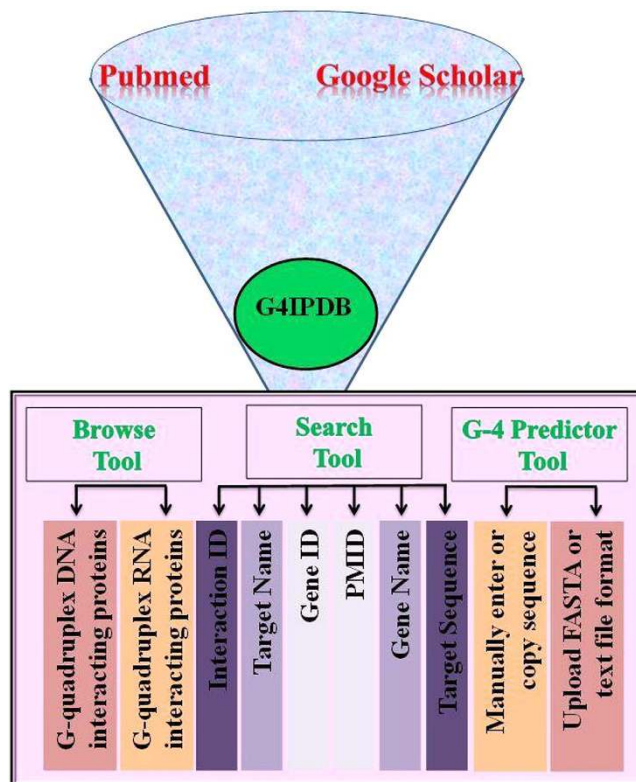 Pubmed
Google Scholar
G4IPDB
Browse
Tool
Search
Tool
G-4 Predictor
Tool
G-quadruplex DNA
interacting proteins
G-quadruplex RNA
interacting proteins
Interaction ID
Target Name
Gene ID
PMID
Gene Name
Target Sequence
Manually enter or
copy sequence
Upload FASTA or
text file format